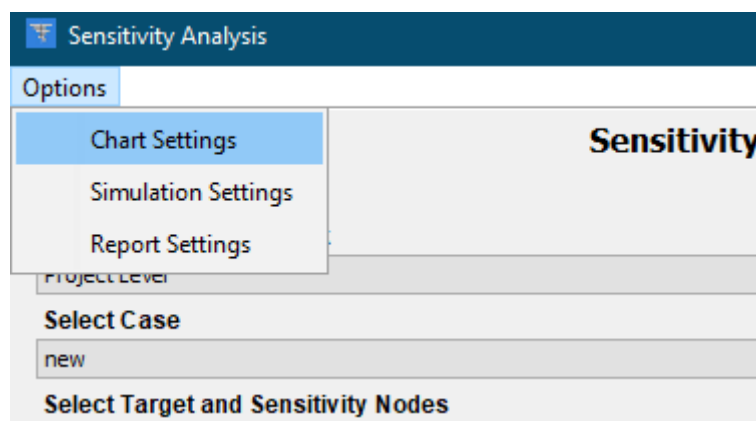 Sensitivity Analysis
Options
Chart Settings
Sensitivity
Simulation Settings
Report Settings
Project Level
Select Case
new
Select Target and Sensitivity Nodes